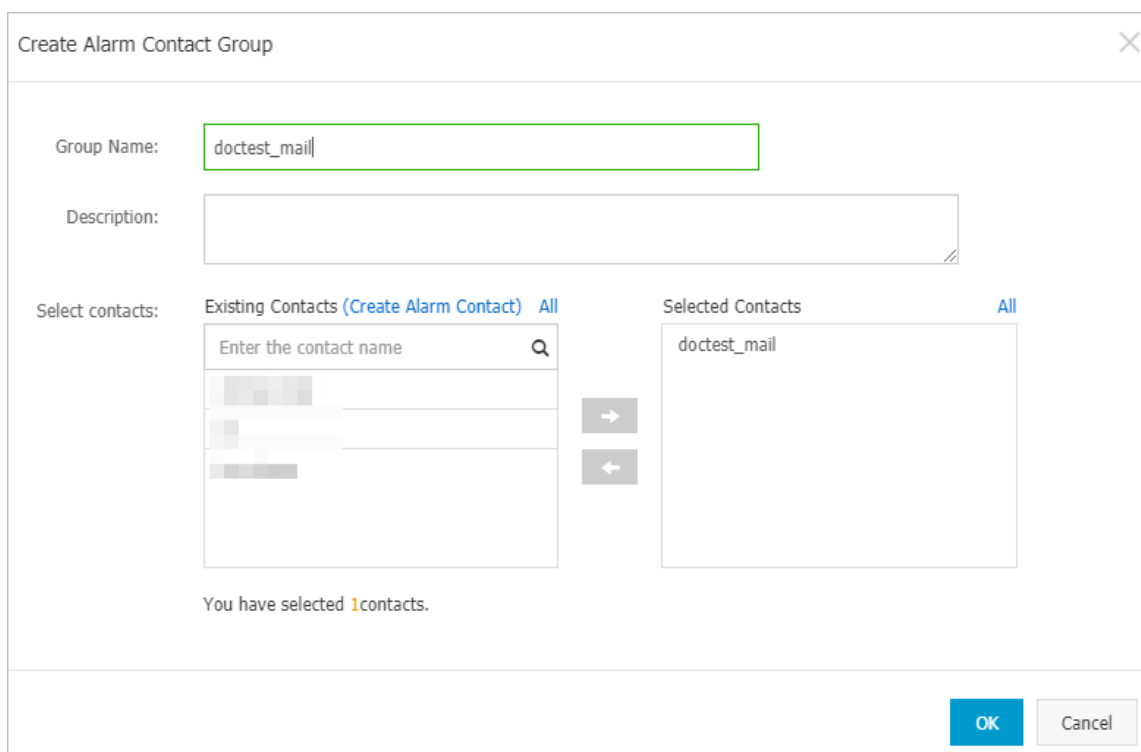 Create Alarm Contact Group
Group Name:
doctest_mail
Description:
Select contacts:
Existing Contacts (Create Alarm Contact) All
Enter the contact name
Selected Contacts All
doctest_mail
You have selected 1contacts.
OK
Cancel